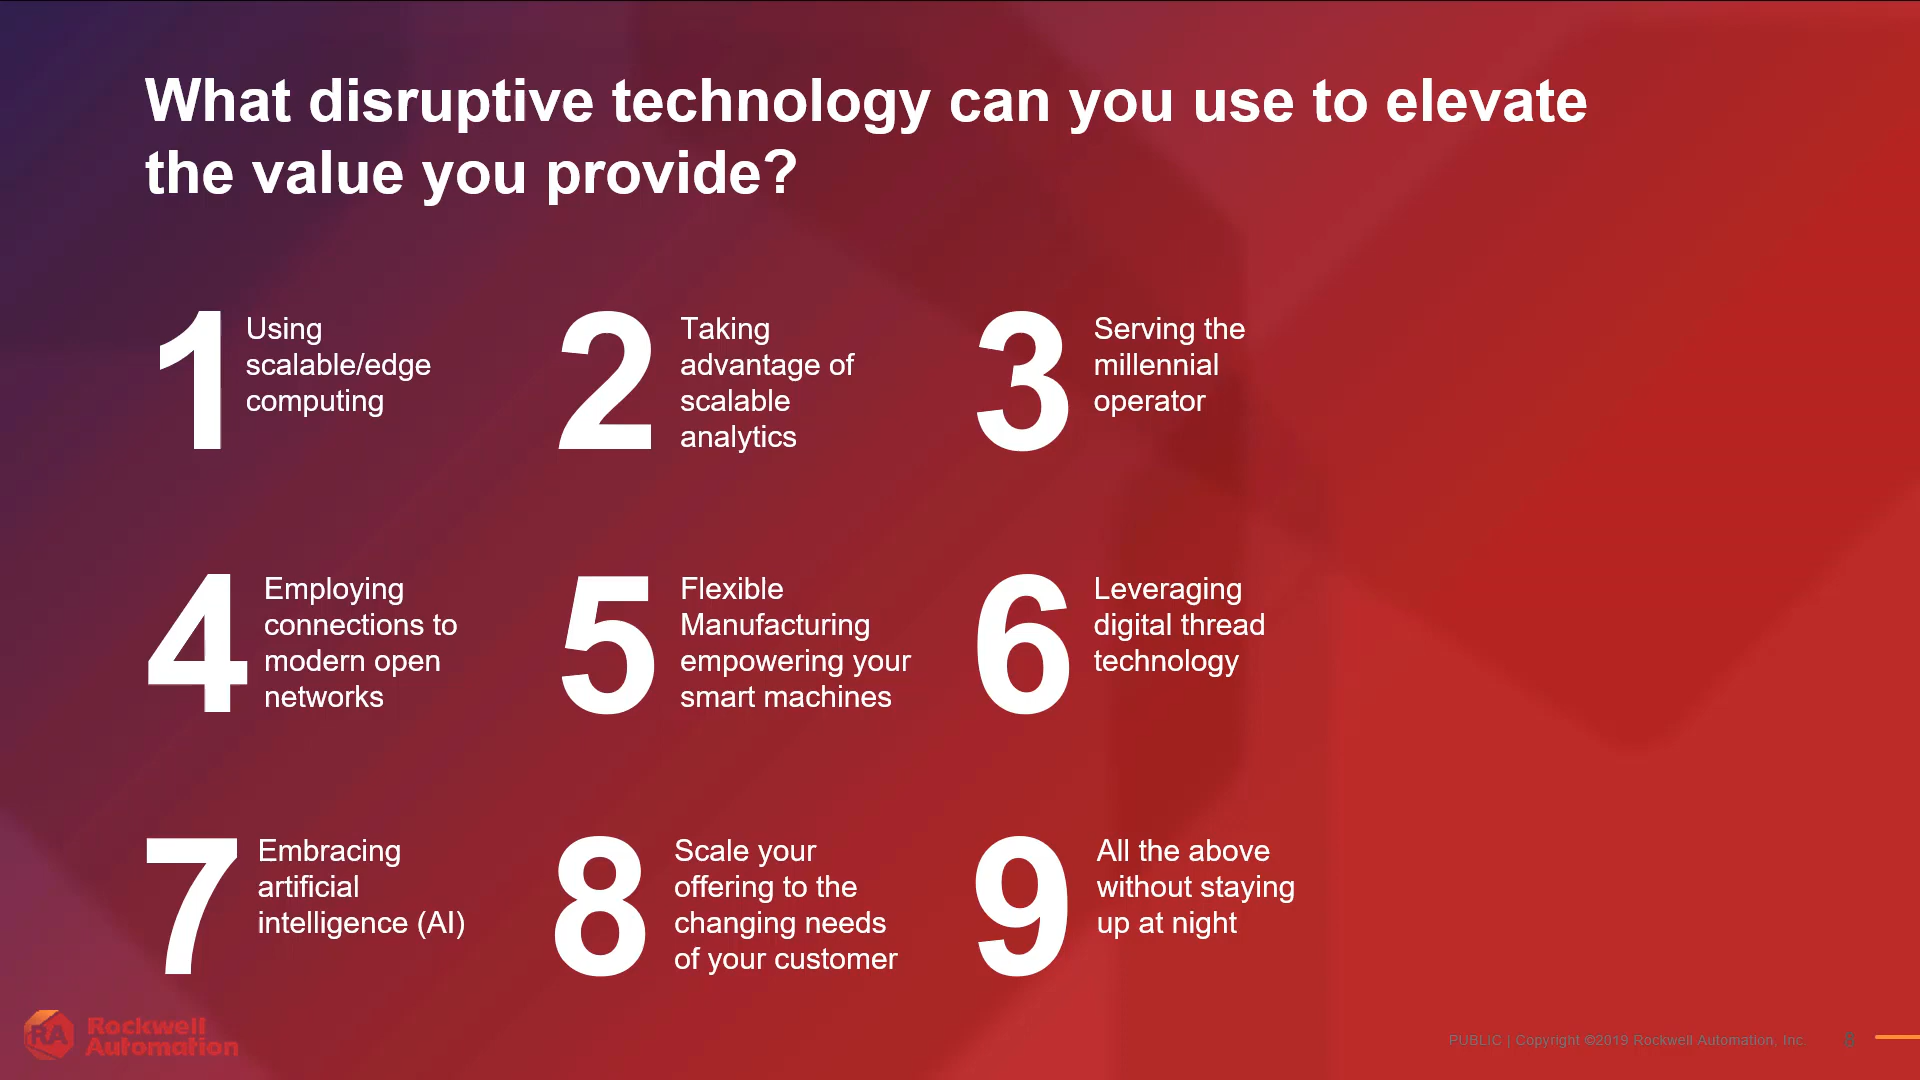 What disruptive technology can you use to elevate
the value you provide?
1
Using
scalable/edge
computing
2
Taking
advantage of
scalable
analytics
3
Serving the
millennial
operator
4
Employing
connections to
modern open
networks
5
Flexible
Manufacturing
empowering your
smart machines
6
Leveraging
digital thread
technology
7
Embracing
artificial
intelligence (AI)
8
Scale your
offering to the
changing needs
of your customer
9
All the above
without staying
up at night
RA
Rockwell
Automation
PUBLIC | Copyright ©2019 Rockwell Automation, Inc.